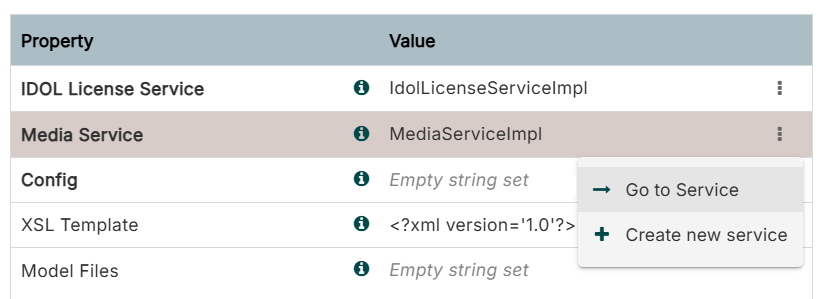 Property Value
IDOL License Service IdolLicenseServiceImpl
Media Service MediaServiceImpl
Config Empty string set
Go to Service
XSL Template <?xml version='1.0'?>
Create new service
Model Files Empty string set